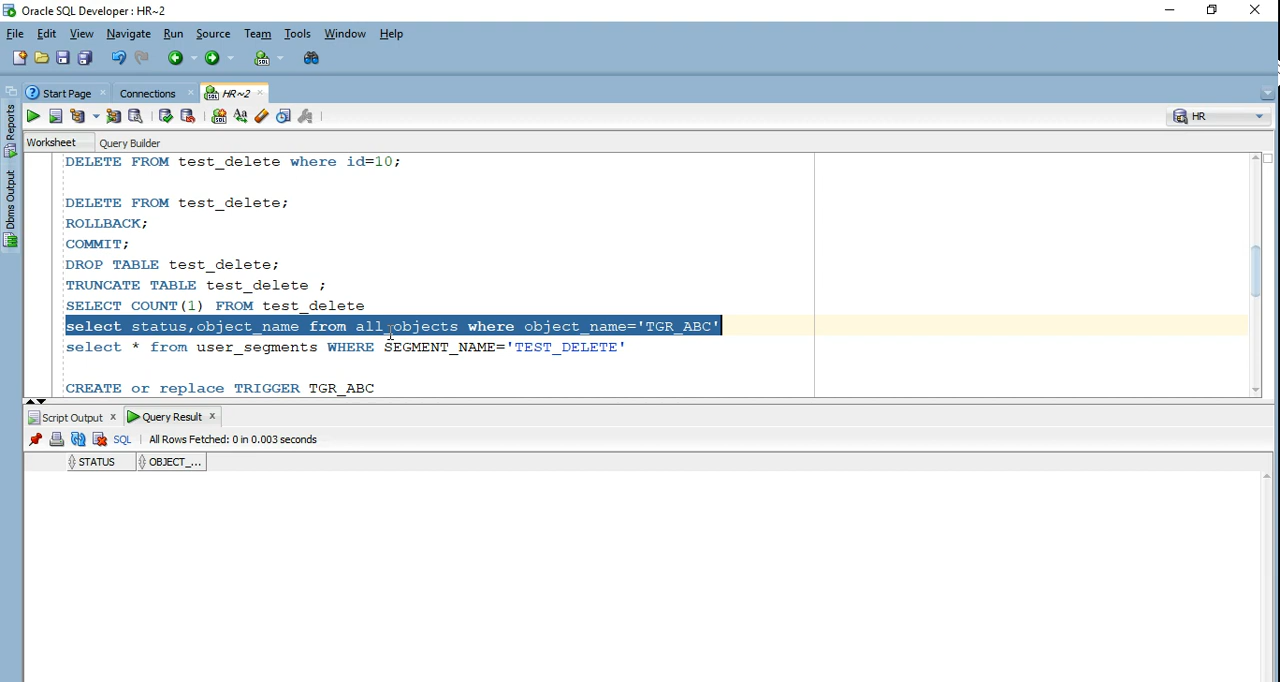 Oracle SQL Developer : HR~2
File Edit View Navigate Run Source Team Tools Window Help
Start Page Connections HR~2
HR
Reports
Dbms Output
Worksheet Query Builder
DELETE FROM test_delete where id=10;
DELETE FROM test_delete;
ROLLBACK;
COMMIT;
DROP TABLE test_delete;
TRUNCATE TABLE test_delete ;
SELECT COUNT(1) FROM test_delete
select status,object_name from all_objects where object_name='TGR_ABC'
select * from user_segments WHERE SEGMENT_NAME='TEST_DELETE'
CREATE or replace TRIGGER TGR_ABC
Script Output Query Result
SQL All Rows Fetched: 0 in 0.003 seconds
STATUS OBJECT_...